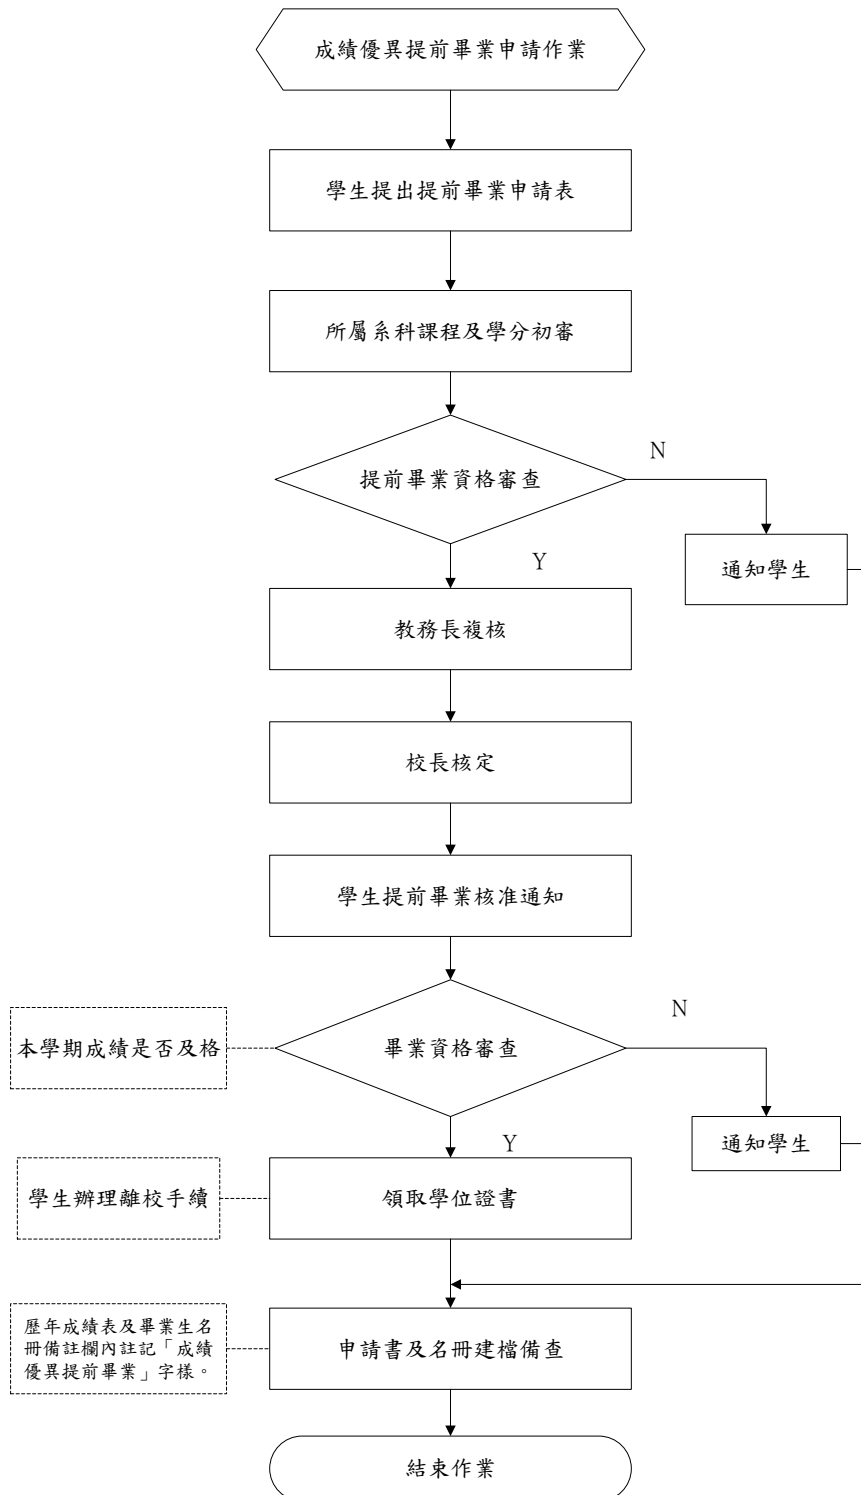 成績優異提前畢業申請作業
學生提出提前畢業申請表
所屬系科課程及學分初審
提前畢業資格審查
N
通知學生
Y
教務長複核
校長核定
學生提前畢業核准通知
本學期成績是否及格
畢業資格審查
N
通知學生
Y
學生辦理離校手續
領取學位證書
歷年成績表及畢業生名
冊備註欄內註記「成績
優異提前畢業」字樣。
申請書及名冊建檔備查
結束作業